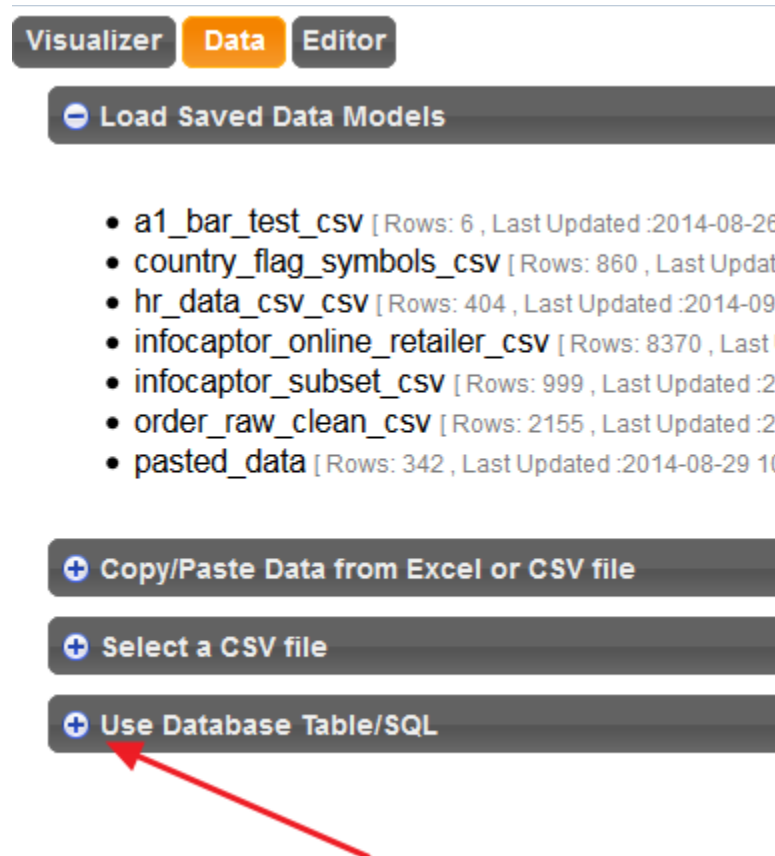 Visualizer Data Editor
Load Saved Data Models
a1_bar_test_csv [ Rows: 6 , Last Updated :2014-08-26
country_flag_symbols_csv [ Rows: 860 , Last Updat
hr_data_csv_csv [ Rows: 404 , Last Updated :2014-09
infocaptor_online_retailer_csv [ Rows: 8370 , Last
infocaptor_subset_csv [ Rows: 999 , Last Updated :2
order_raw_clean_csv [ Rows: 2155 , Last Updated :2
pasted_data [ Rows: 342 , Last Updated :2014-08-29 10
Copy/Paste Data from Excel or CSV file
Select a CSV file
Use Database Table/SQL